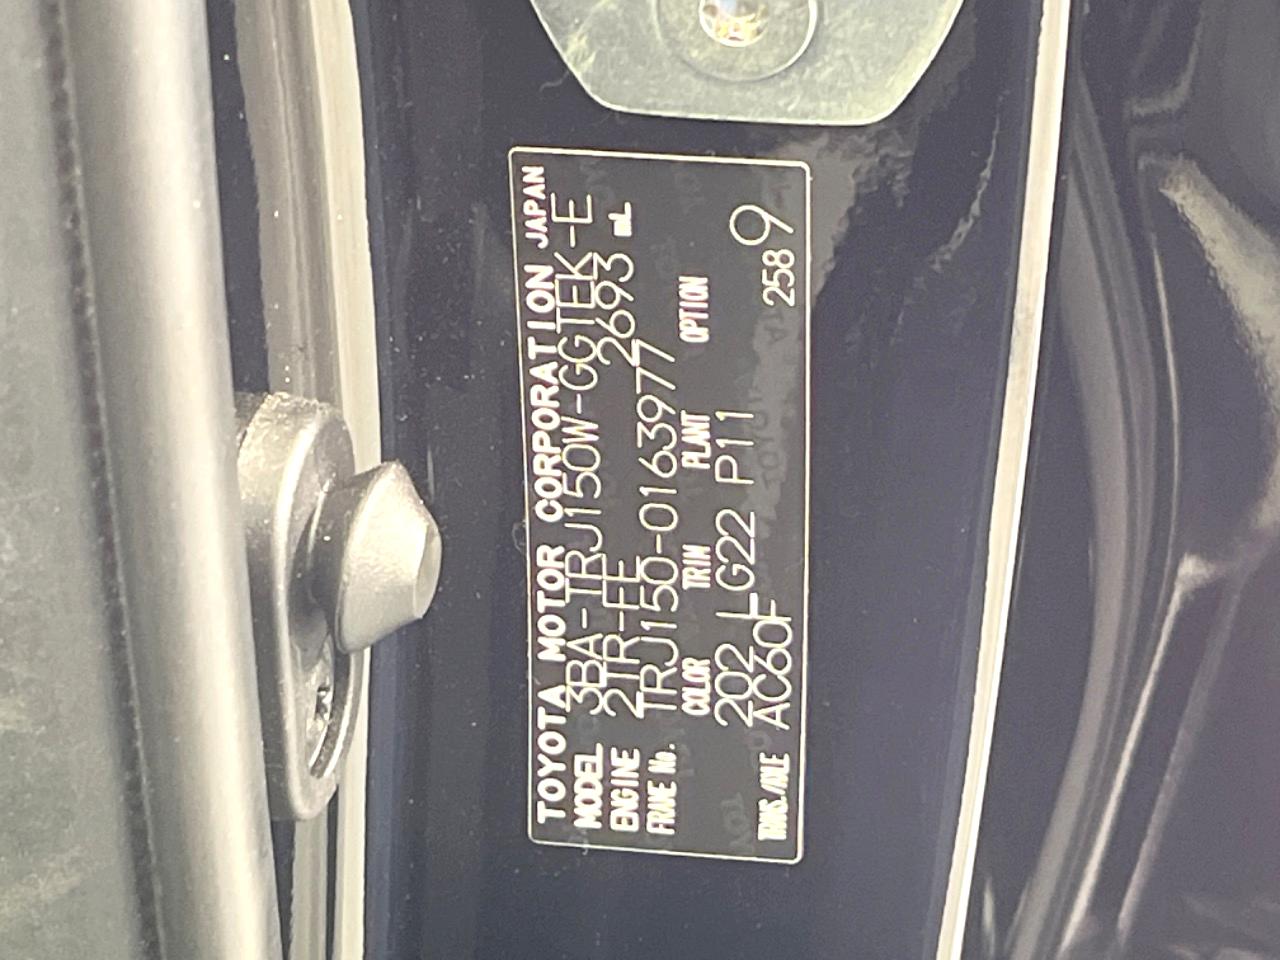 TOYOTA MOTOR CORPORATION JAPAN
MODEL 3BA-TRJ150W-GGTEK-E
ENGINE 2TR-FE 2693 mL
FRAME No. TRJ150-0163977
COLOR TRIM PLANT OPTION
202 LG22 P11
TRANS./AXLE AC60F 2589